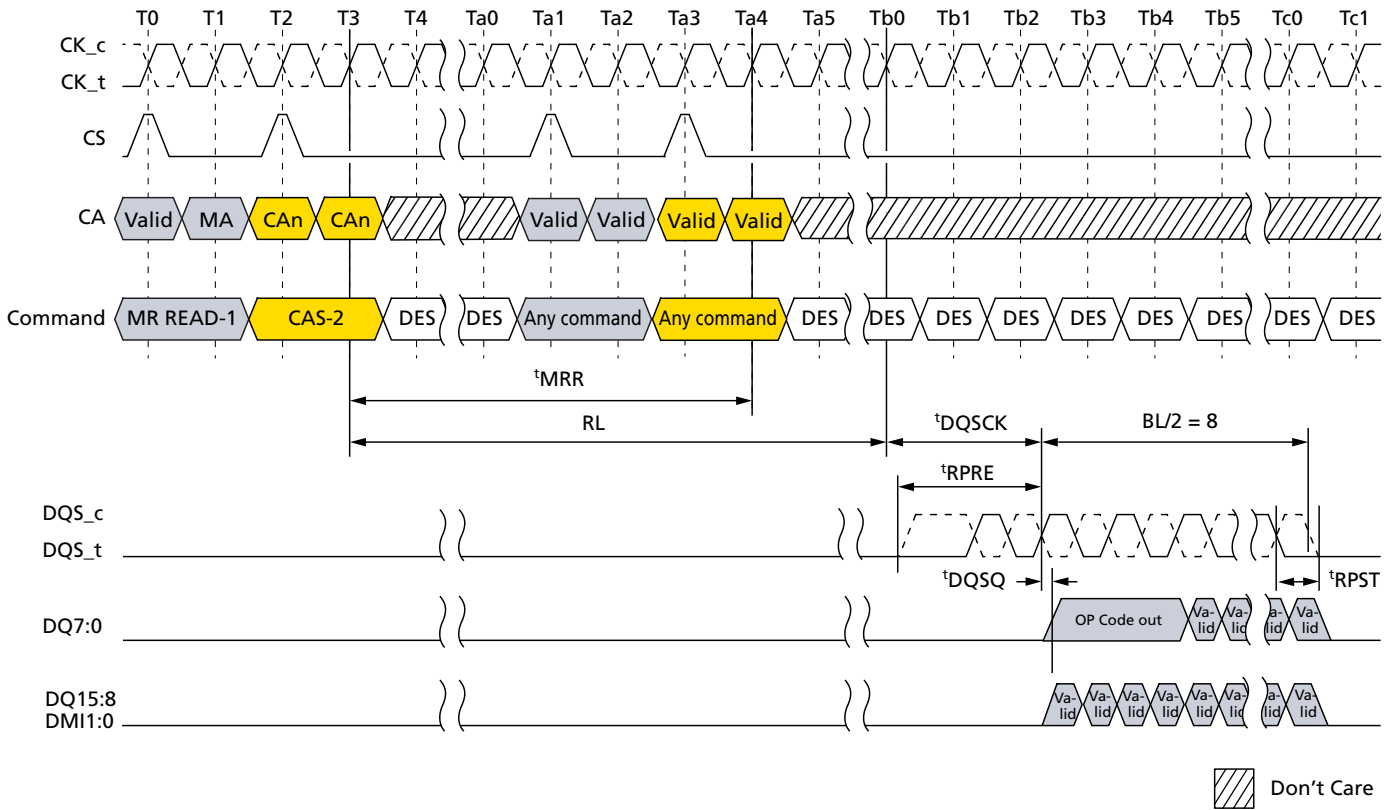 T0 T1 T2 T3 T4 Ta0 Ta1 Ta2 Ta3 Ta4 Ta5 Tb0 Tb1 Tb2 Tb3 Tb4 Tb5 Tc0 Tc1
CK_c
CK_t
CS
CA Valid MA CAn CAn Valid Valid Valid Valid
Command MR READ-1 CAS-2 DES DES Any command Any command DES DES DES DES DES DES DES DES DES
tMRR
RL tDQSCK BL/2 = 8
tRPRE
DQS_c
DQS_t
tDQSQ tRPST
DQ7:0 OP Code out Va-lid Va-lid a-lid Va-lid
DQ15:8
DMI1:0 Va-lid Va-lid Va-lid Va-lid Va-lid Va-lid a-lid Va-lid
Don't Care